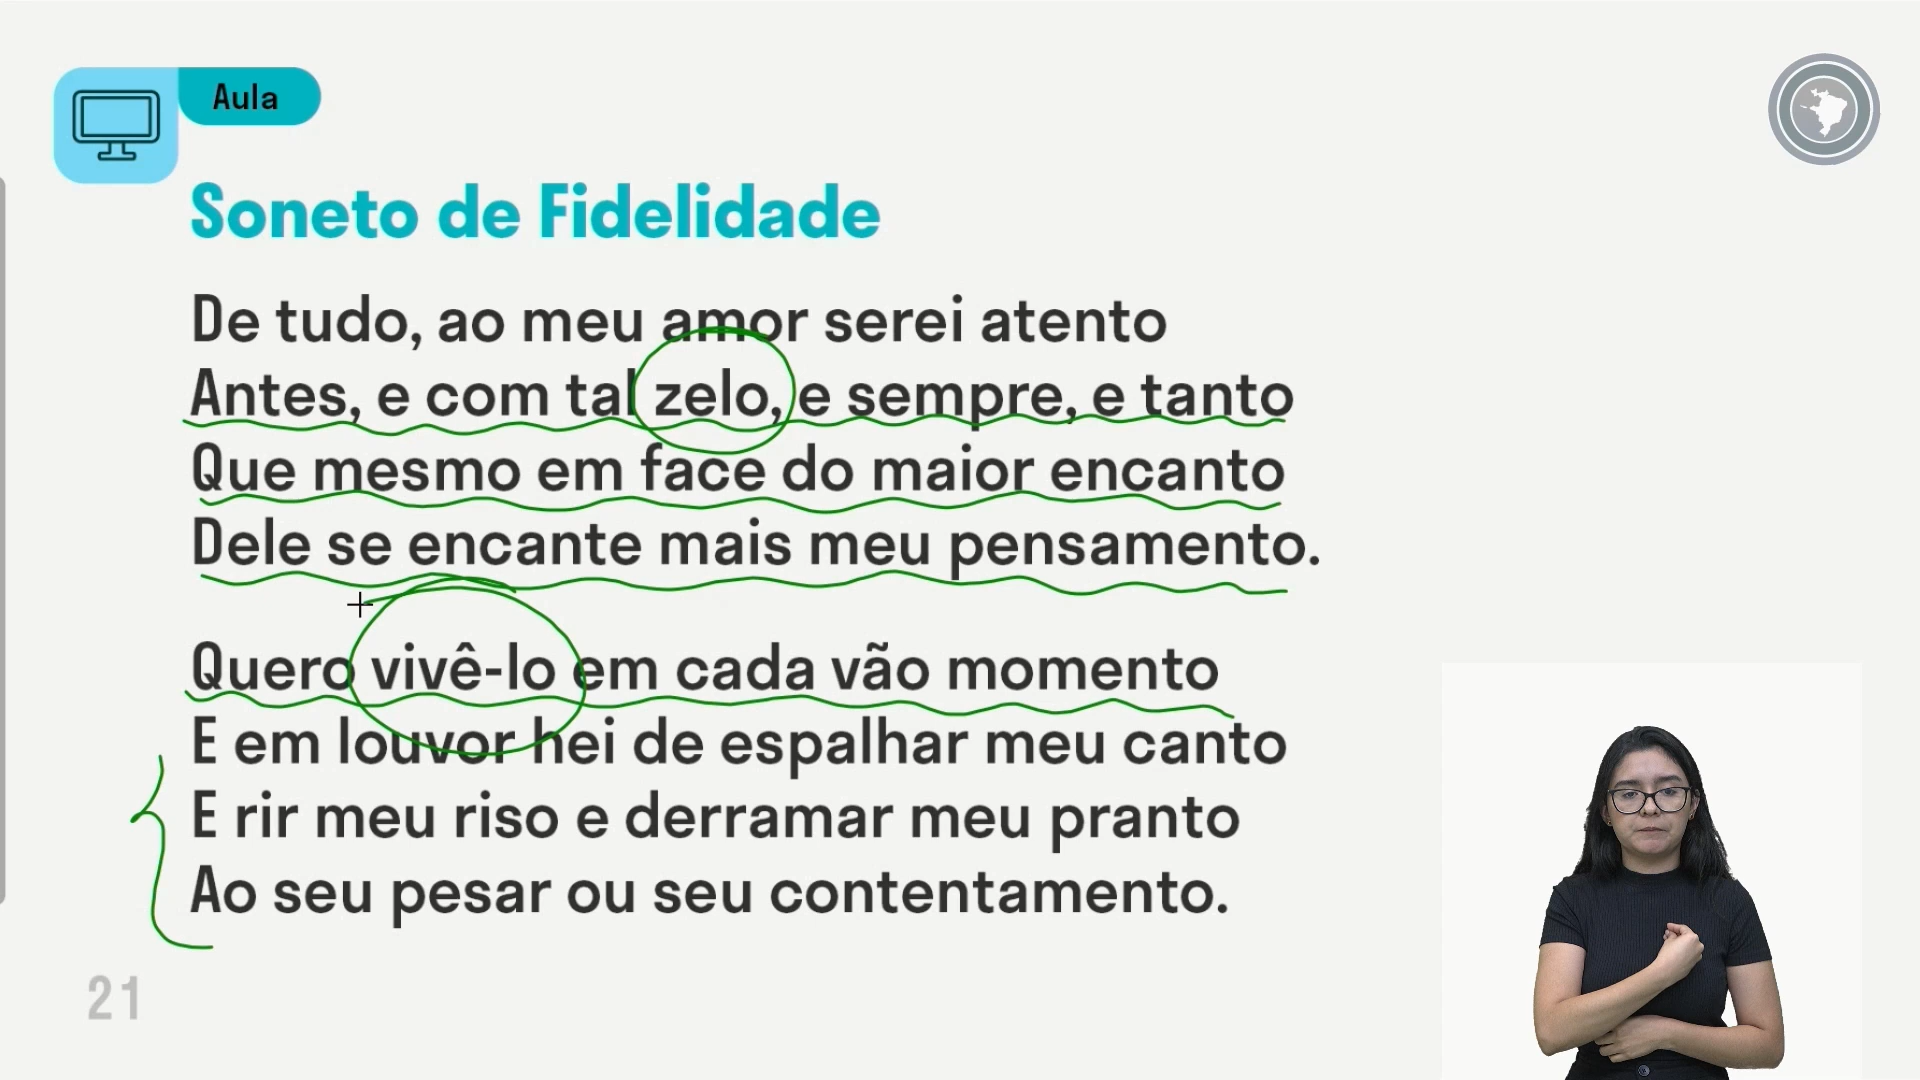 Aula
Soneto de Fidelidade
De tudo, ao meu amor serei atento
Antes, e com tal zelo, e sempre, e tanto
Que mesmo em face do maior encanto
Dele se encante mais meu pensamento.
Quero vivê-lo em cada vão momento
E em louvor hei de espalhar meu canto
E rir meu riso e derramar meu pranto
Ao seu pesar ou seu contentamento.
21